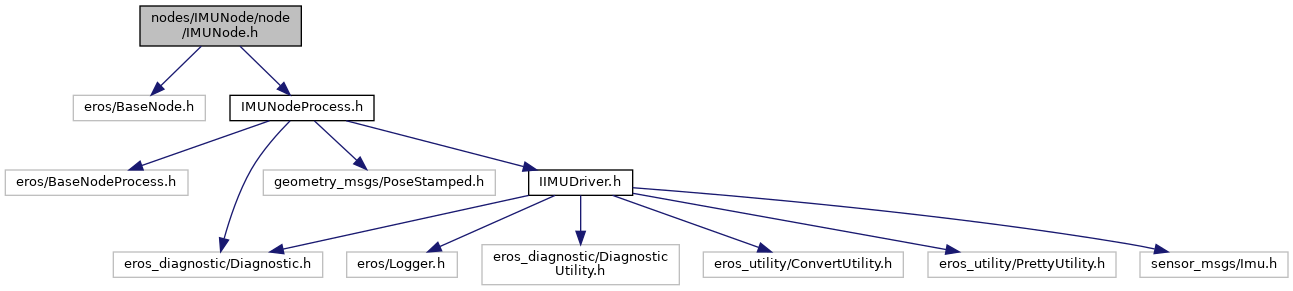 nodes/IMUNode/node
/IMUNode.h
eros/BaseNode.h
IMUNodeProcess.h
eros/BaseNodeProcess.h
geometry_msgs/PoseStamped.h
IIMUDriver.h
eros_diagnostic/Diagnostic.h
eros/Logger.h
eros_diagnostic/Diagnostic
Utility.h
eros_utility/ConvertUtility.h
eros_utility/PrettyUtility.h
sensor_msgs/Imu.h